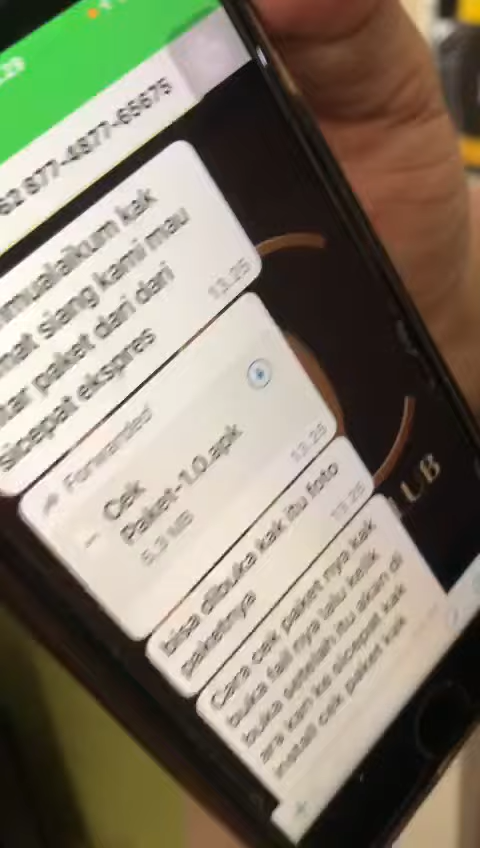 62 877-4877-65675
mualaikum kak
mat siang kami mau
tar paket dari dari
sicepat ekspres
13.25
Forwarded
Cek
Paket-1.0.apk
5,3 MB
13.25
bisa dibuka kak itu foto
paketnya
13.25
Cara cek paket nya kak
buka fail nya lalu kelik
buka setelah itu akan di
ara kan ke sicepat kak
install cek paket kak
UB